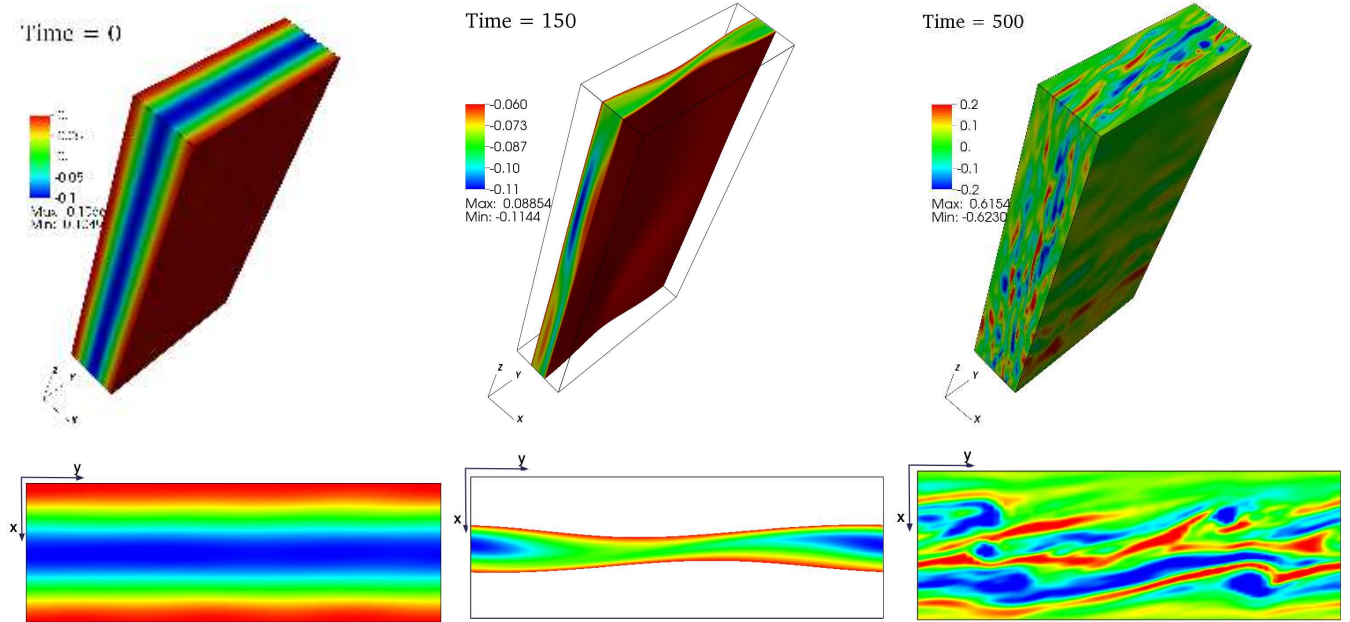 Time = 0
-0.05
-0.1
Z
Y
X
Time = 150
-0.060
-0.073
-0.087
-0.10
-0.11
Max: 0.08854
Min: -0.1144
Z
Y
X
Time = 500
0.2
0.1
0.
-0.1
-0.2
Max: 0.6154
Min: -0.6230
Z
Y
X
y
x
y
x
y
x